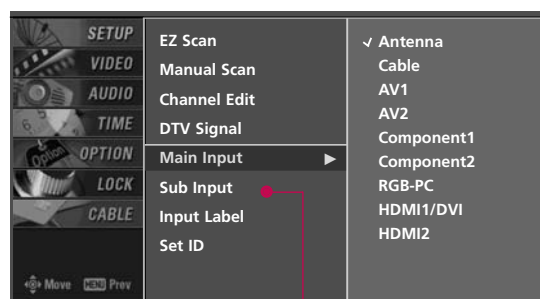 SETUP
VIDEO
AUDIO
TIME
OPTION
LOCK
CABLE
Move MENU Prev
EZ Scan
Manual Scan
Channel Edit
DTV Signal
Main Input ▶
Sub Input
Input Label
Set ID
✓ Antenna
Cable
AV1
AV2
Component1
Component2
RGB-PC
HDMI1/DVI
HDMI2